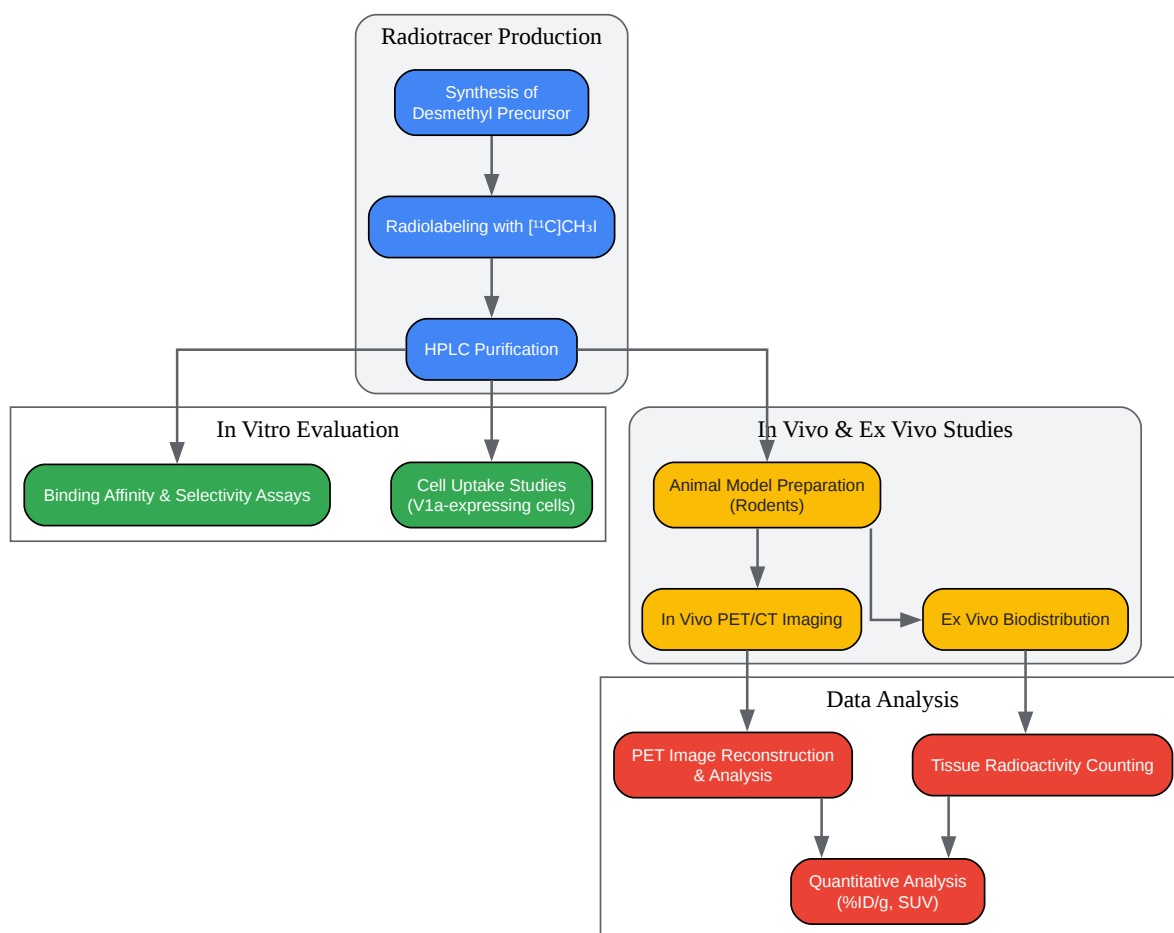 Radiotracer Production
Synthesis of
Desmethyl Precursor
Radiolabeling with [¹¹C]CH₃I
HPLC Purification
In Vitro Evaluation
Binding Affinity & Selectivity Assays
Cell Uptake Studies
(V1a-expressing cells)
In Vivo & Ex Vivo Studies
Animal Model Preparation
(Rodents)
In Vivo PET/CT Imaging
Ex Vivo Biodistribution
Data Analysis
PET Image Reconstruction
& Analysis
Tissue Radioactivity Counting
Quantitative Analysis
(%ID/g, SUV)